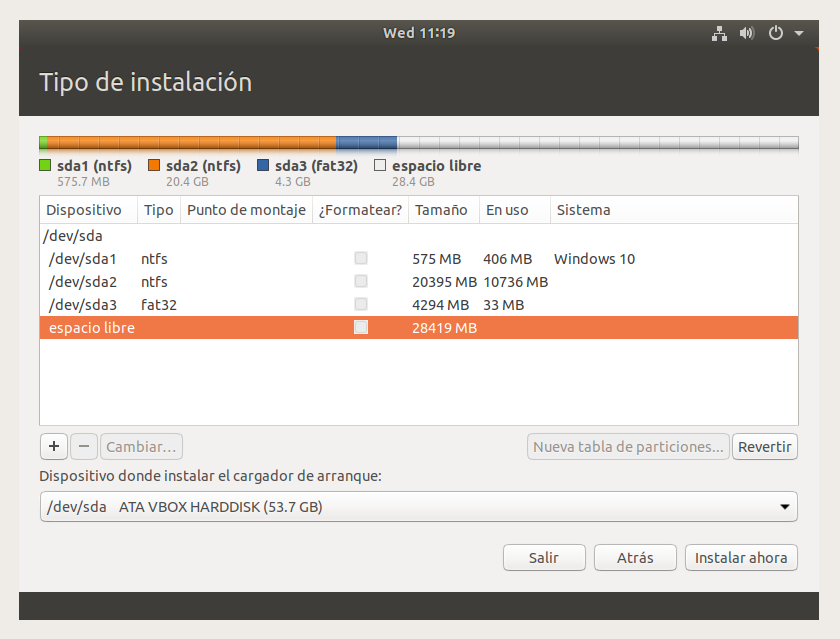 Wed 11:19
Tipo de instalación
sda1 (ntfs) sda2 (ntfs) sda3 (fat32) espacio libre
575.7 MB 20.4 GB 4.3 GB 28.4 GB
Dispositivo Tipo Punto de montaje ¿Formatear? Tamaño En uso Sistema
/dev/sda
/dev/sda1 ntfs 575 MB 406 MB Windows 10
/dev/sda2 ntfs 20395 MB 10736 MB
/dev/sda3 fat32 4294 MB 33 MB
espacio libre 28419 MB
+ − Cambiar... Nueva tabla de particiones... Revertir
Dispositivo donde instalar el cargador de arranque:
/dev/sda ATA VBOX HARDDISK (53.7 GB)
Salir Atrás Instalar ahora